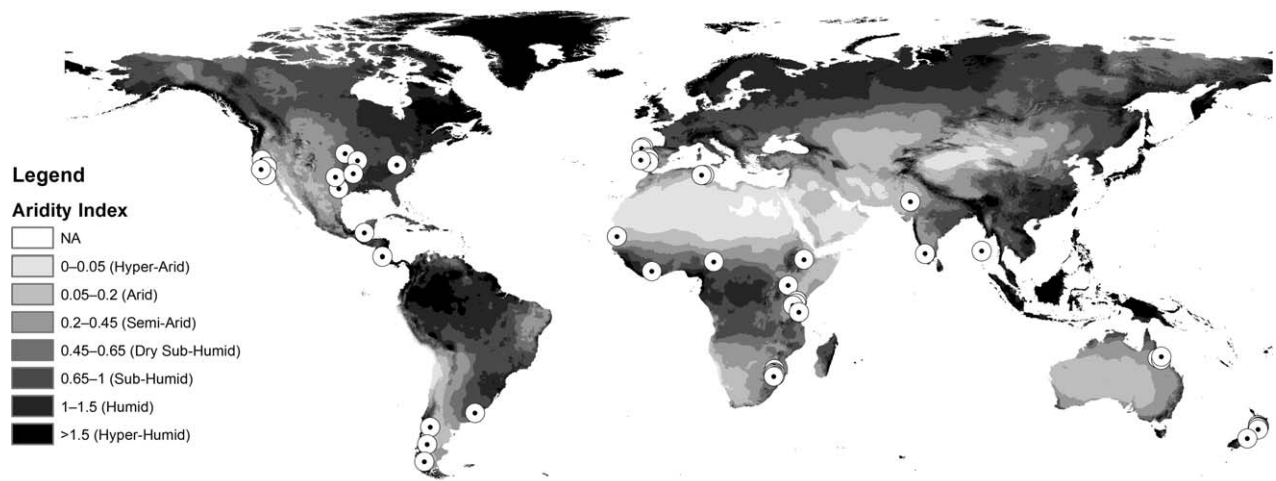 Legend
Aridity Index
NA
0–0.05 (Hyper-Arid)
0.05–0.2 (Arid)
0.2–0.45 (Semi-Arid)
0.45–0.65 (Dry Sub-Humid)
0.65–1 (Sub-Humid)
1–1.5 (Humid)
>1.5 (Hyper-Humid)